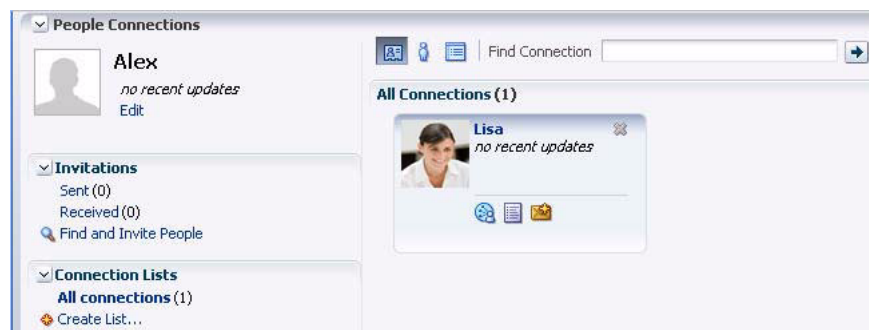 People Connections
Alex
no recent updates
Edit
Invitations
Sent (0)
Received (0)
Find and Invite People
Connection Lists
All connections (1)
Create List...
Find Connection
All Connections (1)
Lisa
no recent updates